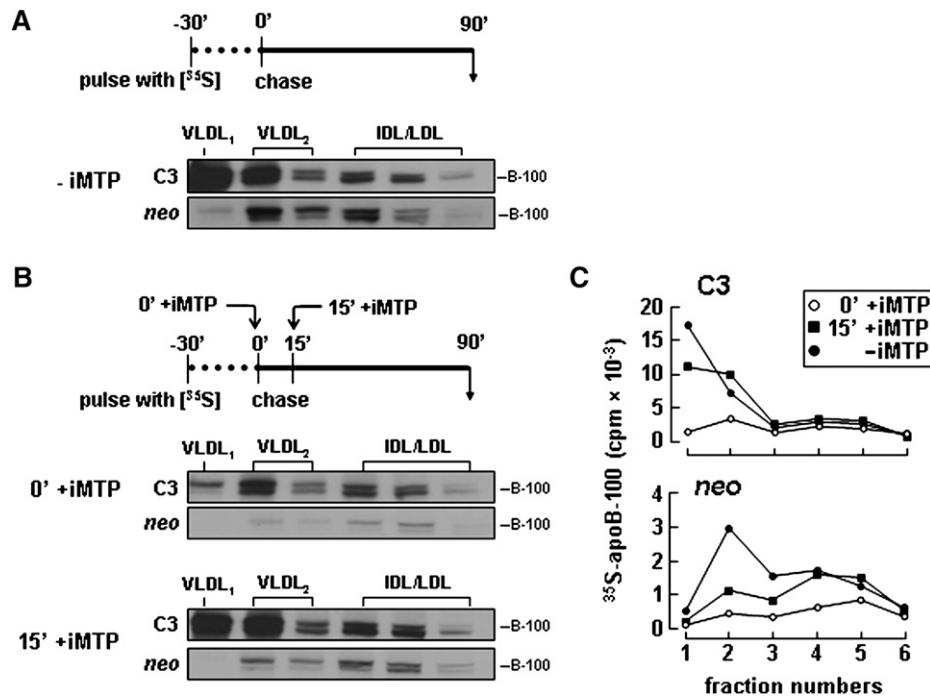 A
-30' 0' 90'
pulse with [³⁵S] chase
VLDL₁ VLDL₂ IDL/LDL
- iMTP C3 –B-100
neo –B-100
B
0' +iMTP 15' +iMTP
-30' 0' 15' 90'
pulse with [³⁵S] chase
VLDL₁ VLDL₂ IDL/LDL
0' +iMTP C3 –B-100
neo –B-100
VLDL₁ VLDL₂ IDL/LDL
15' +iMTP C3 –B-100
neo –B-100
C
C3
0' +iMTP
15' +iMTP
–iMTP
20
15
10
5
0
neo
4
3
2
1
0
³⁵S-apoB-100 (cpm × 10⁻³)
1 2 3 4 5 6
fraction numbers